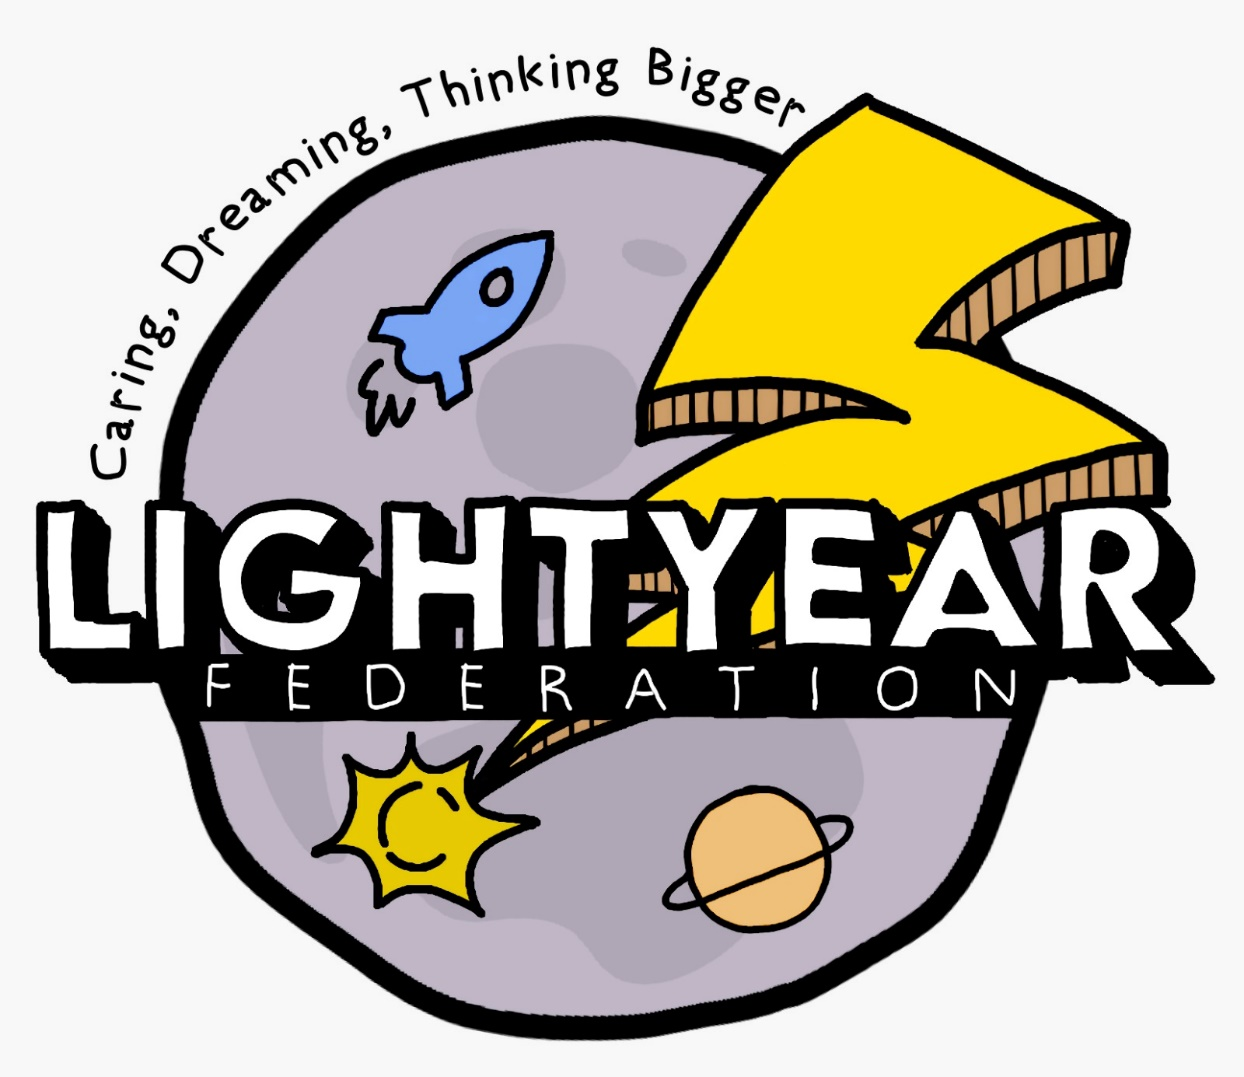 Caring, Dreaming, Thinking Bigger
LIGHTYEAR
FEDERATION